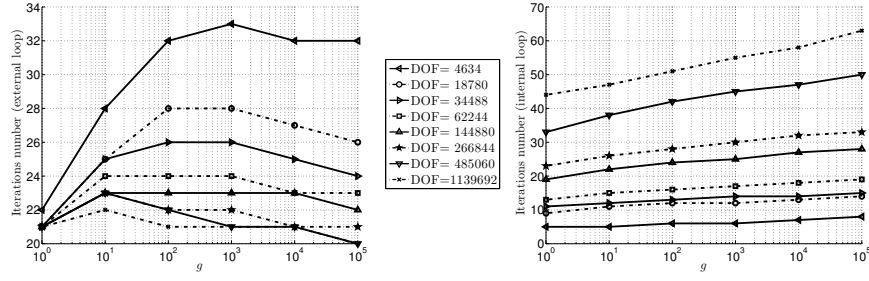 34
32
30
28
26
24
22
20
Iterations number (external loop)
10^0
10^1
10^2
10^3
10^4
10^5
g
DOF= 4634
DOF= 18780
DOF= 34488
DOF= 62244
DOF= 144880
DOF= 266844
DOF= 485060
DOF=1139692
70
60
50
40
30
20
10
0
Iterations number (internal loop)
10^0
10^1
10^2
10^3
10^4
10^5
g